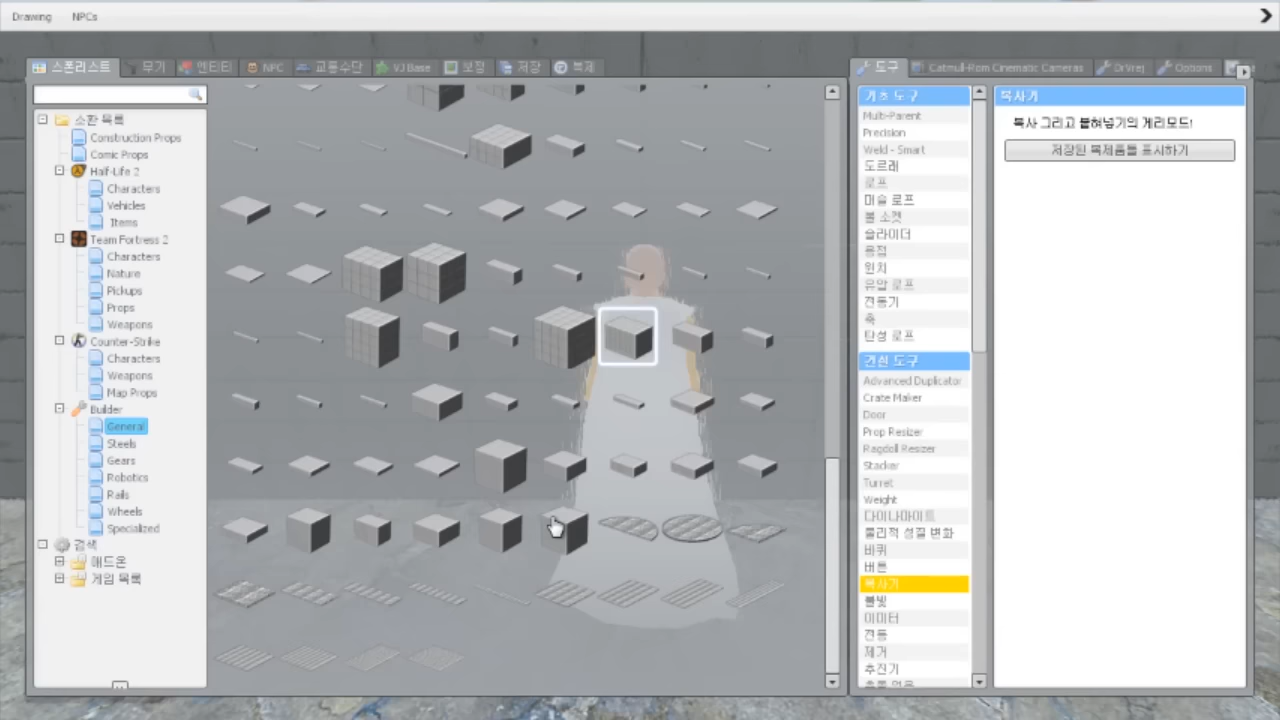 Drawing NPCs
스폰리스트 무기 엔티티 NPC 교통수단 VJ Base 보정 저장 복제
도구 Catmull-Rom Cinematic Cameras DrVrej Options
소환 목록
Construction Props
Comic Props
Half-Life 2
Characters
Vehicles
Items
Team Fortress 2
Characters
Nature
Pickups
Props
Weapons
Counter-Strike
Characters
Weapons
Map Props
Builder
General
Steels
Gears
Robotics
Rails
Wheels
Specialized
검색
애드온
게임 목록
기초 도구
Multi-Parent
Precision
Weld - Smart
도르래
로프
머슬 로프
볼 소켓
슬라이더
용접
윈치
유압 로프
전동기
축
탄성 로프
건설 도구
Advanced Duplicator
Crate Maker
Door
Prop Resizer
Ragdoll Resizer
Stacker
Turret
Weight
다이나마이트
물리적 성질 변화
바퀴
버튼
복사기
불빛
이미터
전등
제거
추진기
복사기
복사 그리고 붙혀넣기의 게리모드!
저장된 복제품들 표시하기